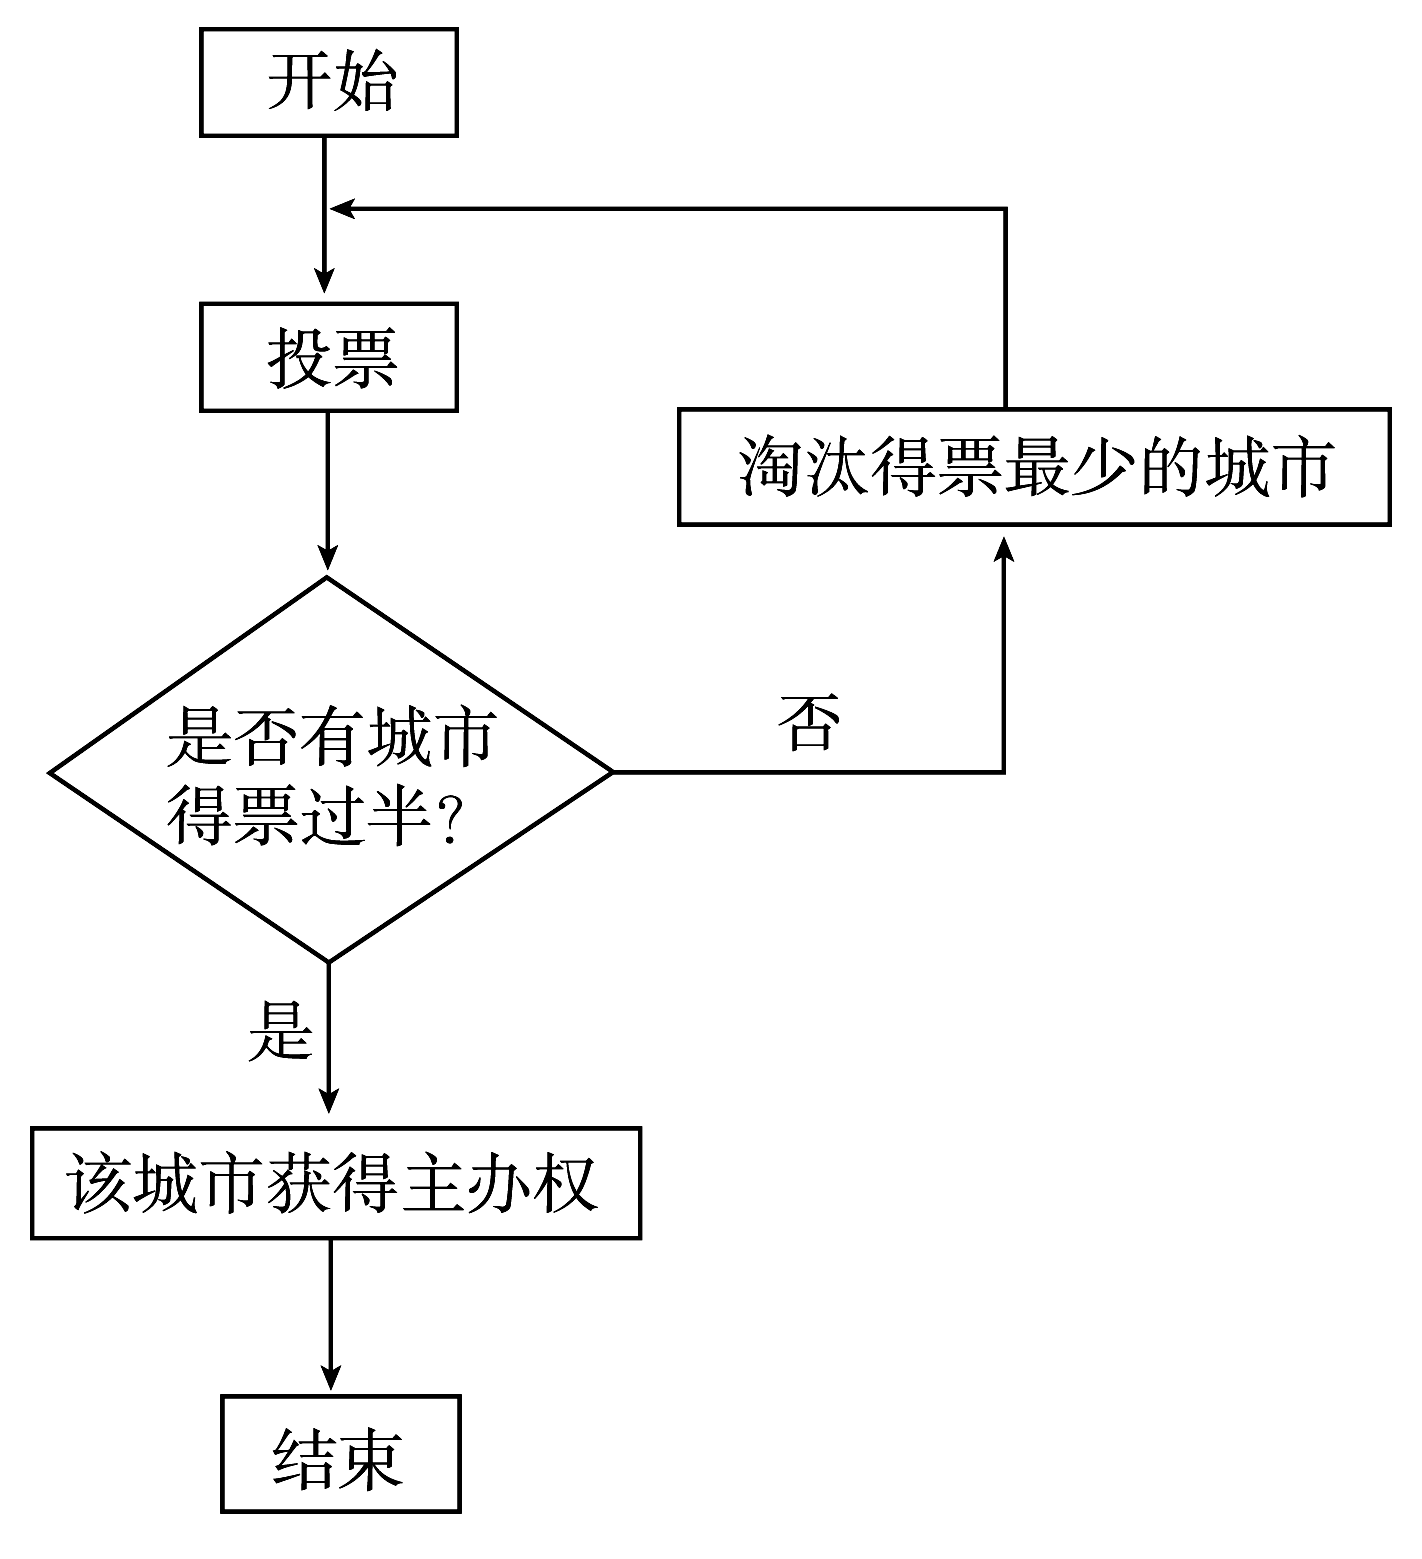 开始
投票
淘汰得票最少的城市
是否有城市
得票过半?
否
是
该城市获得主办权
结束